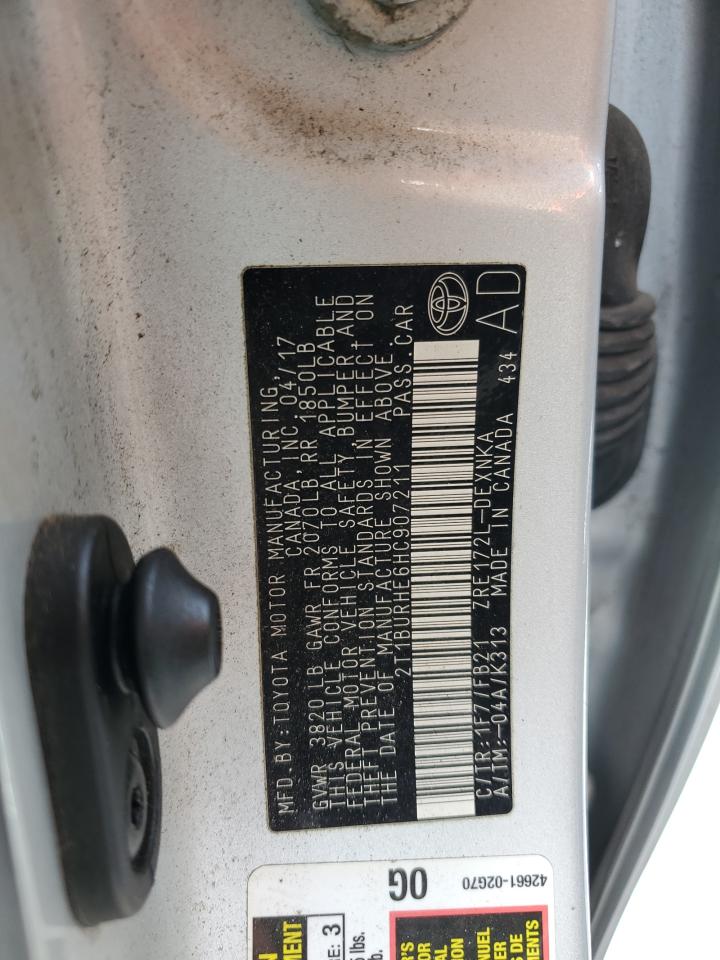 MFD.BY:TOYOTA MOTOR MANUFACTURING,
CANADA,INC.04/17
GVWR 3820LB GAWR FR 2070LB,RR 1850LB
THIS VEHICLE CONFORMS TO ALL APPLICABLE
FEDERAL MOTOR VEHICLE SAFETY,BUMPER,AND
THEFT PREVENTION STANDARDS IN EFFECT ON
THE DATE OF MANUFACTURE SHOWN ABOVE.
2T1BURHE6HC907211 PASS.CAR
C/TR:1F7/FB21 ZRE172L-DEXNKA
A/TM:-04A/K313 MADE IN CANADA 434
AD
0G
42661-02G70